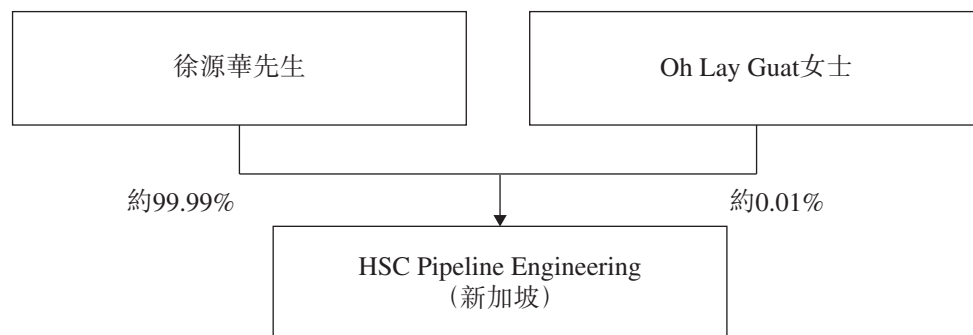 徐源華先生
Oh Lay Guat女士
約99.99%
約0.01%
HSC Pipeline Engineering
（新加坡）